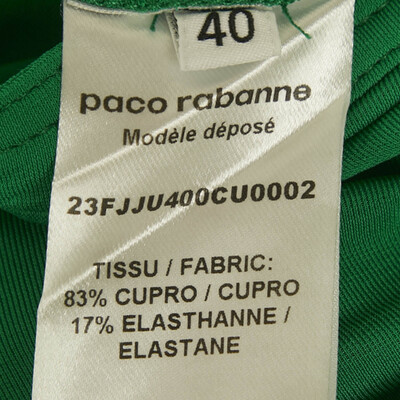 40
paco rabanne
Modèle déposé
23FJJU400CU0002
TISSU / FABRIC:
83% CUPRO / CUPRO
17% ELASTHANNE /
ELASTANE